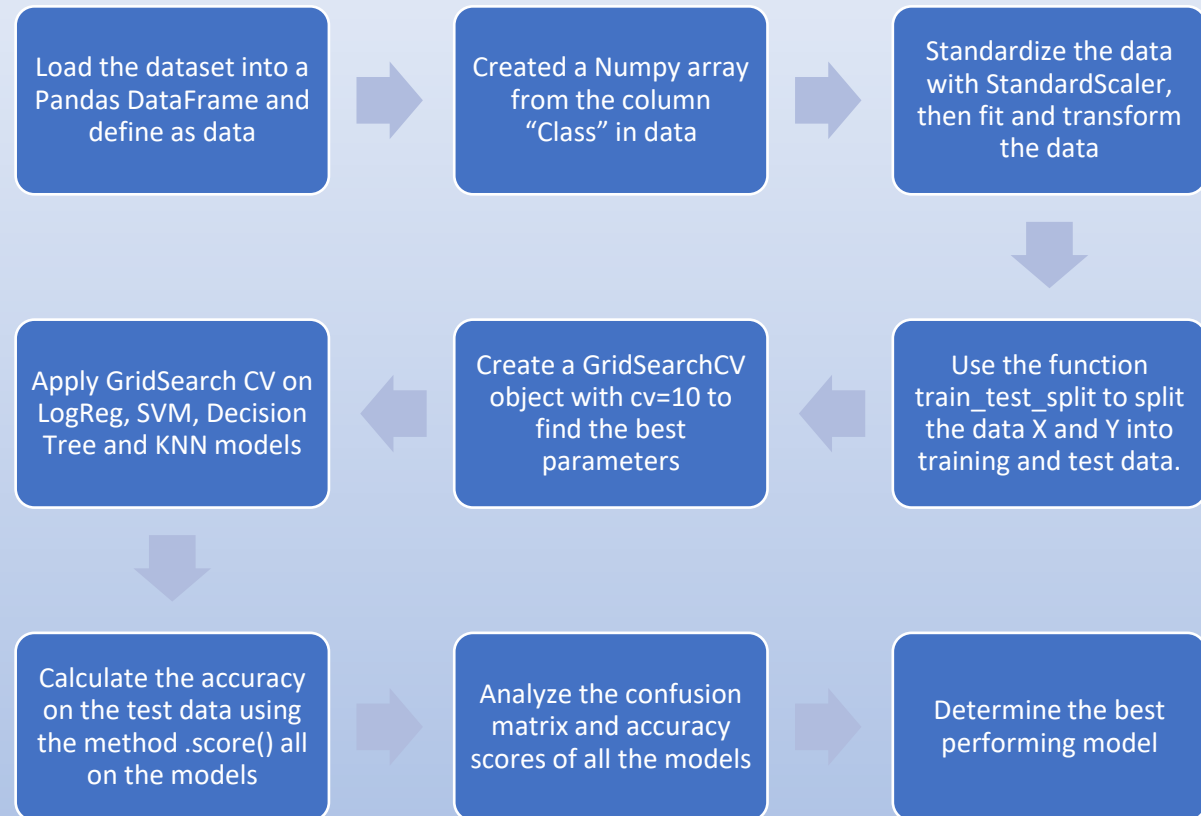 Load the dataset into a
Pandas DataFrame and
define as data
Created a Numpy array
from the column
“Class” in data
Standardize the data
with StandardScaler,
then fit and transform
the data
Use the function
train_test_split to split
the data X and Y into
training and test data.
Create a GridSearchCV
object with cv=10 to
find the best
parameters
Apply GridSearch CV on
LogReg, SVM, Decision
Tree and KNN models
Calculate the accuracy
on the test data using
the method .score() all
on the models
Analyze the confusion
matrix and accuracy
scores of all the models
Determine the best
performing model